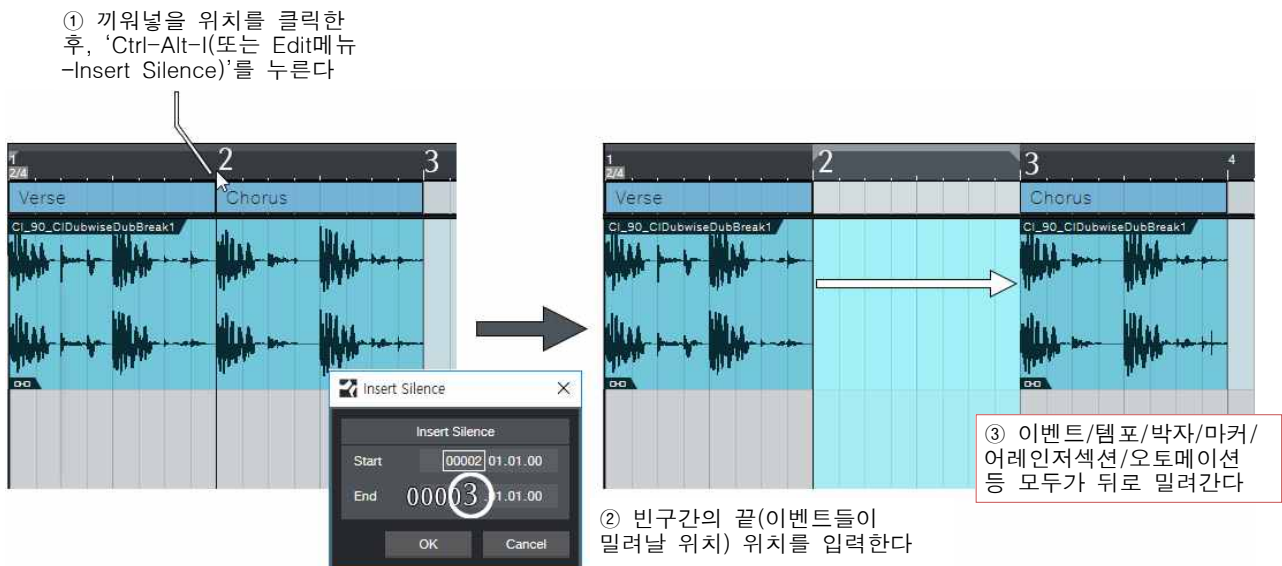 ① 끼워넣을 위치를 클릭한
후, ‘Ctrl-Alt-I(또는 Edit메뉴
-Insert Silence)’를 누른다
1
2
3
2/4
Verse
Chorus
CI_90_CIDubwiseDubBreak1
Insert Silence
Insert Silence
Start 00002 01.01.00
End 00003 .01.01.00
OK Cancel
1
2
3
4
2/4
Verse
Chorus
CI_90_CIDubwiseDubBreak1
CI_90_CIDubwiseDubBreak1
② 빈구간의 끝(이벤트들이
밀려날 위치) 위치를 입력한다
③ 이벤트/템포/박자/마커/
어레인저섹션/오토메이션
등 모두가 뒤로 밀려간다